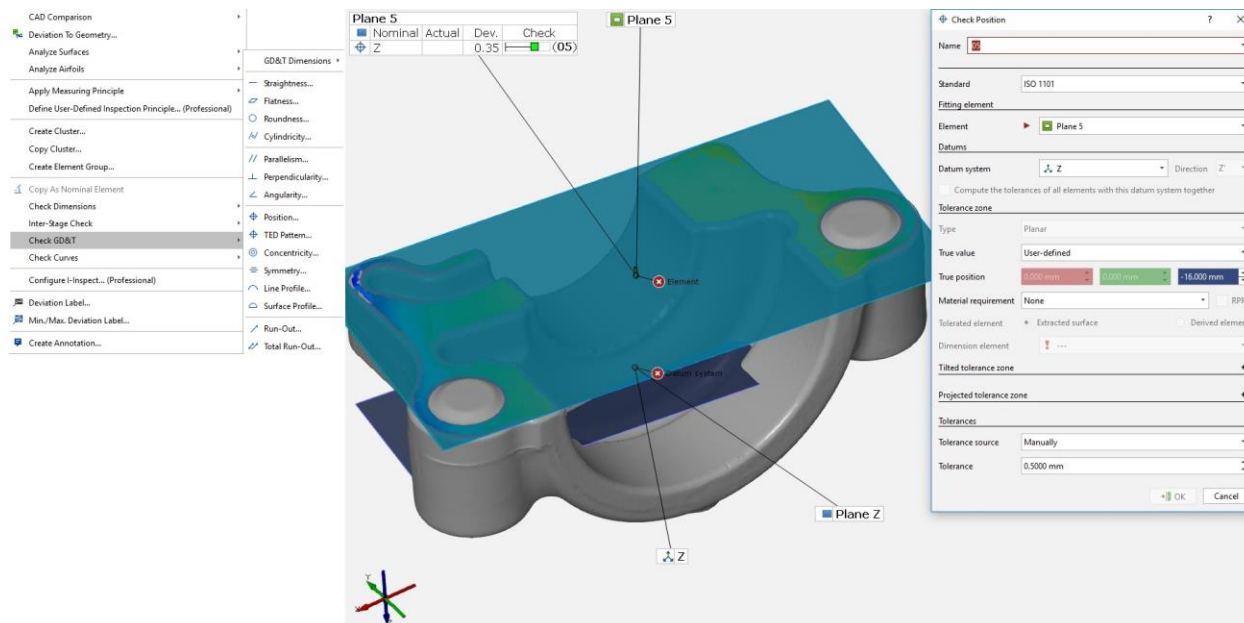 CAD Comparison
Deviation To Geometry...
Analyze Surfaces
Analyze Airfoils
Apply Measuring Principle
Define User-Defined Inspection Principle... (Professional)
Create Cluster...
Copy Cluster...
Create Element Group...
Copy As Nominal Element
Check Dimensions
Inter-Stage Check
Check GD&T
Check Curves
Configure I-Inspect... (Professional)
Deviation Label...
Min./Max. Deviation Label...
Create Annotation...
GD&T Dimensions
Straightness...
Flatness...
Roundness...
Cylindricity...
Parallelism...
Perpendicularity...
Angularity...
Position...
TED Pattern...
Concentricity...
Symmetry...
Line Profile...
Surface Profile...
Run-Out...
Total Run-Out...
Plane 5
Nominal Actual Dev. Check
Z 0.35 (05)
Plane 5
Element
Datum system
Plane Z
Z
Check Position ?
Name 05
Standard ISO 1101
Fitting element
Element Plane 5
Datums
Datum system Z Direction Z'
Compute the tolerances of all elements with this datum system together
Tolerance zone
Type Planar
True value User-defined
True position 0.000 mm 0.000 mm -16.000 mm
Material requirement None RPR
Tolerated element Extracted surface Derived elemen
Dimension element ---
Tilted tolerance zone
Projected tolerance zone
Tolerances
Tolerance source Manually
Tolerance 0.5000 mm
OK Cancel